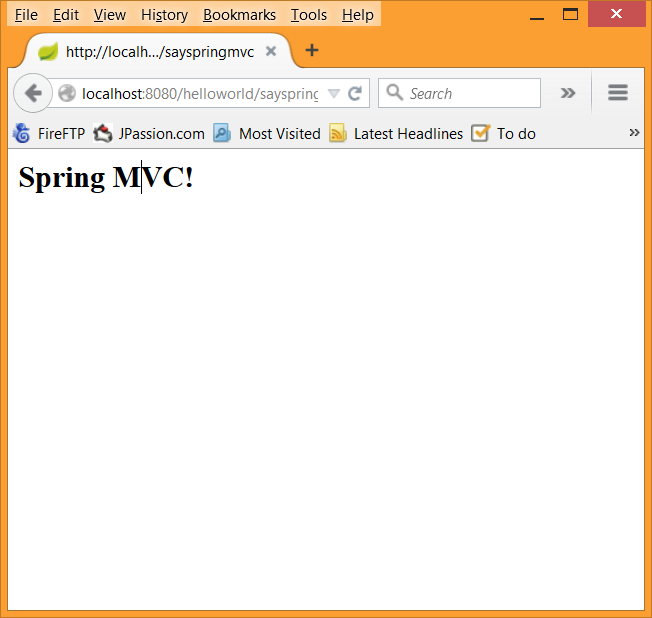 File Edit View History Bookmarks Tools Help
http://localh.../sayspringmvc
localhost:8080/helloworld/sayspring
Search
FireFTP JPassion.com Most Visited Latest Headlines To do
Spring MVC!